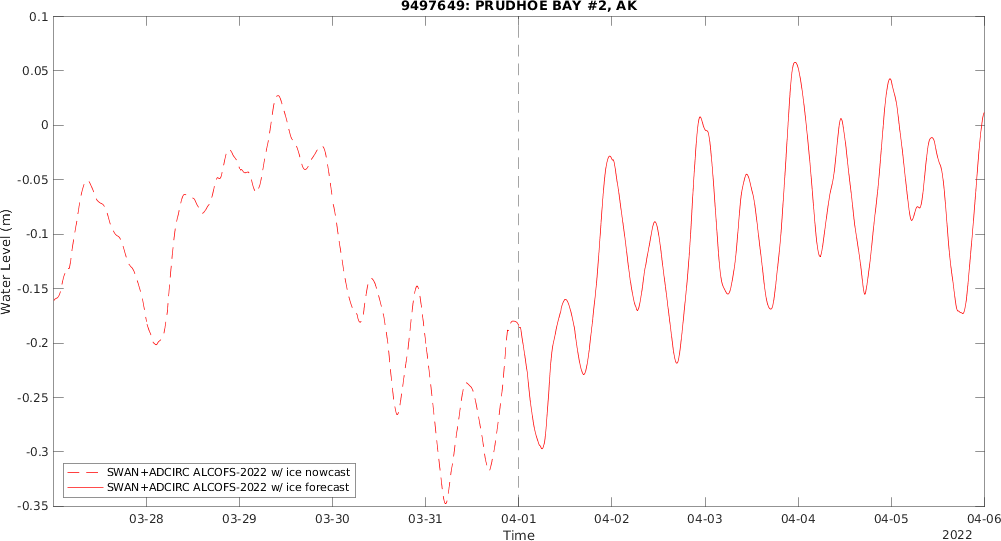 9497649: PRUDHOE BAY #2, AK
0.1
0.05
0
-0.05
-0.1
-0.15
-0.2
-0.25
-0.3
-0.35
Water Level (m)
SWAN+ADCIRC ALCOFS-2022 w/ ice nowcast
SWAN+ADCIRC ALCOFS-2022 w/ ice forecast
03-28 03-29 03-30 03-31 04-01 04-02 04-03 04-04 04-05 04-06
Time
2022